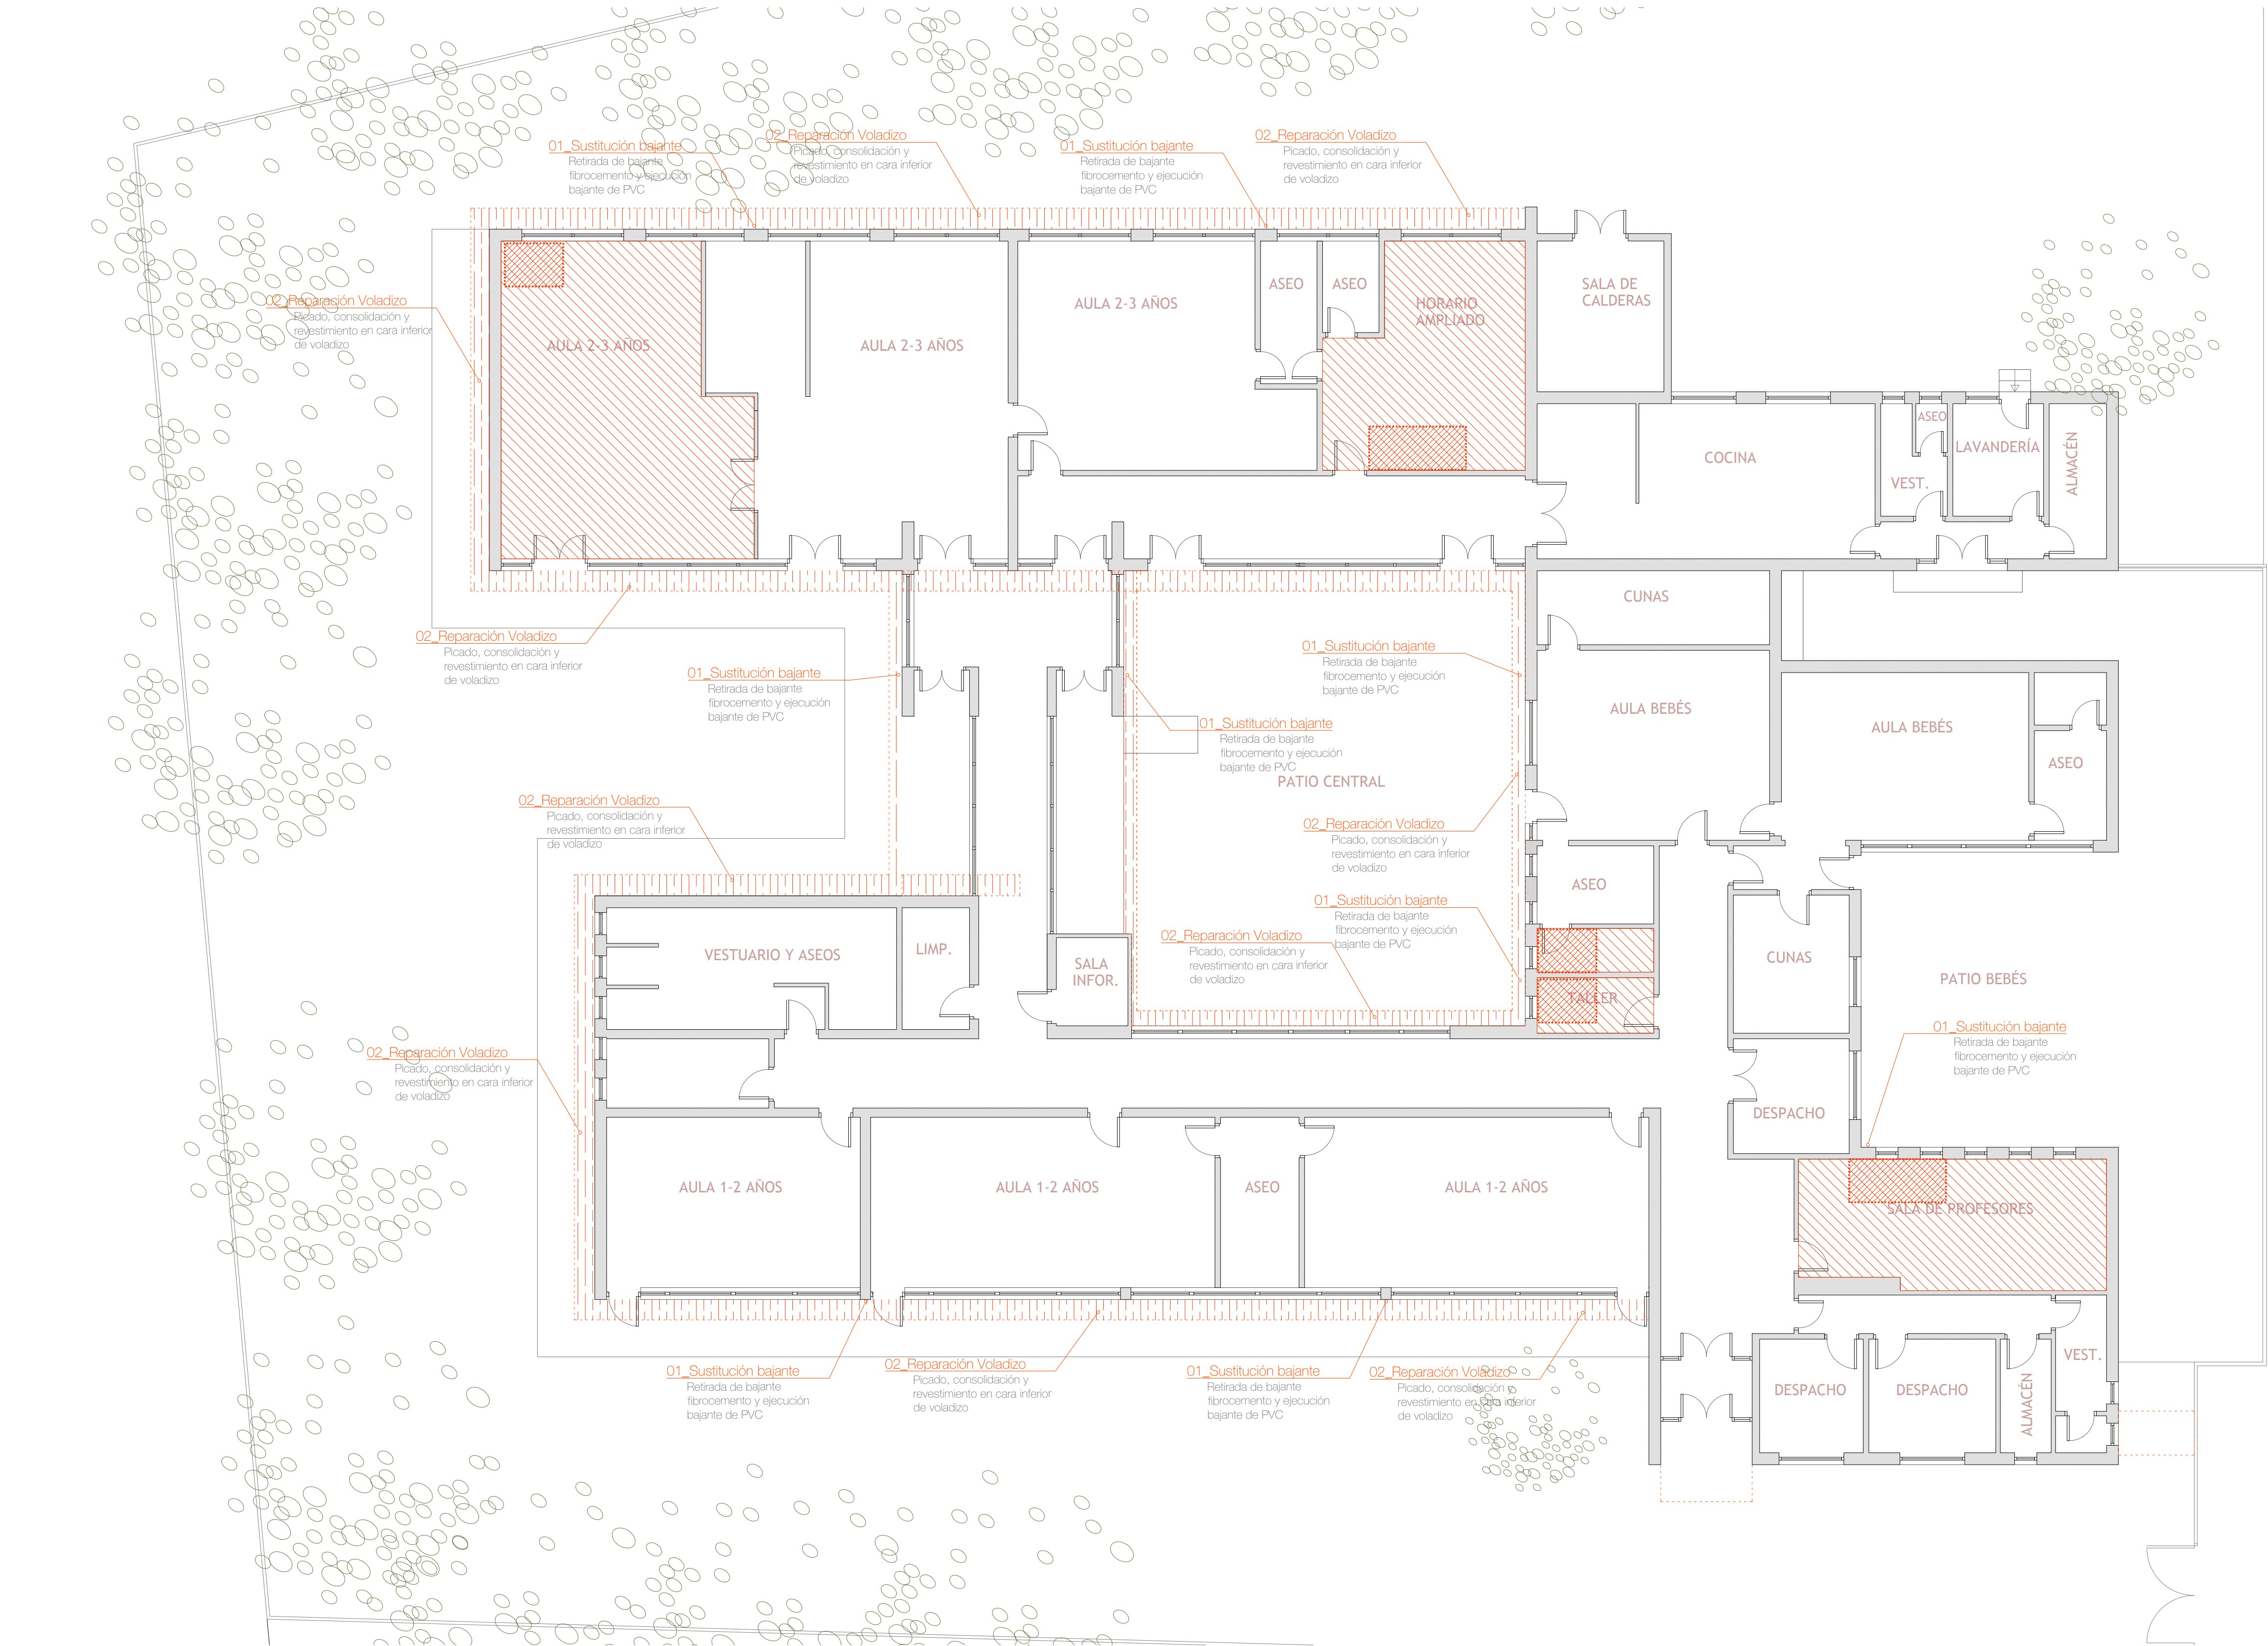 01_Sustitución bajante
Retirada de bajante
fibrocemento y ejecución
bajante de PVC
02_Reparación Voladizo
Picado, consolidación y
revestimiento en cara inferior
de voladizo
01_Sustitución bajante
Retirada de bajante
fibrocemento y ejecución
bajante de PVC
02_Reparación Voladizo
Picado, consolidación y
revestimiento en cara inferior
de voladizo
02_Reparación Voladizo
Picado, consolidación y
revestimiento en cara inferior
de voladizo
AULA 2-3 AÑOS
AULA 2-3 AÑOS
AULA 2-3 AÑOS
ASEO
ASEO
HORARIO
AMPLIADO
SALA DE
CALDERAS
COCINA
ASEO
VEST.
LAVANDERÍA
ALMACÉN
02_Reparación Voladizo
Picado, consolidación y
revestimiento en cara inferior
de voladizo
01_Sustitución bajante
Retirada de bajante
fibrocemento y ejecución
bajante de PVC
01_Sustitución bajante
Retirada de bajante
fibrocemento y ejecución
bajante de PVC
01_Sustitución bajante
Retirada de bajante
fibrocemento y ejecución
bajante de PVC
PATIO CENTRAL
CUNAS
AULA BEBÉS
AULA BEBÉS
ASEO
02_Reparación Voladizo
Picado, consolidación y
revestimiento en cara inferior
de voladizo
02_Reparación Voladizo
Picado, consolidación y
revestimiento en cara inferior
de voladizo
01_Sustitución bajante
Retirada de bajante
fibrocemento y ejecución
bajante de PVC
02_Reparación Voladizo
Picado, consolidación y
revestimiento en cara inferior
de voladizo
ASEO
VESTUARIO Y ASEOS
LIMP.
SALA
INFOR.
TALLER
CUNAS
PATIO BEBÉS
01_Sustitución bajante
Retirada de bajante
fibrocemento y ejecución
bajante de PVC
02_Reparación Voladizo
Picado, consolidación y
revestimiento en cara inferior
de voladizo
DESPACHO
AULA 1-2 AÑOS
AULA 1-2 AÑOS
ASEO
AULA 1-2 AÑOS
SALA DE PROFESORES
01_Sustitución bajante
Retirada de bajante
fibrocemento y ejecución
bajante de PVC
02_Reparación Voladizo
Picado, consolidación y
revestimiento en cara inferior
de voladizo
01_Sustitución bajante
Retirada de bajante
fibrocemento y ejecución
bajante de PVC
02_Reparación Voladizo
Picado, consolidación y
revestimiento en cara inferior
de voladizo
DESPACHO
DESPACHO
ALMACÉN
VEST.